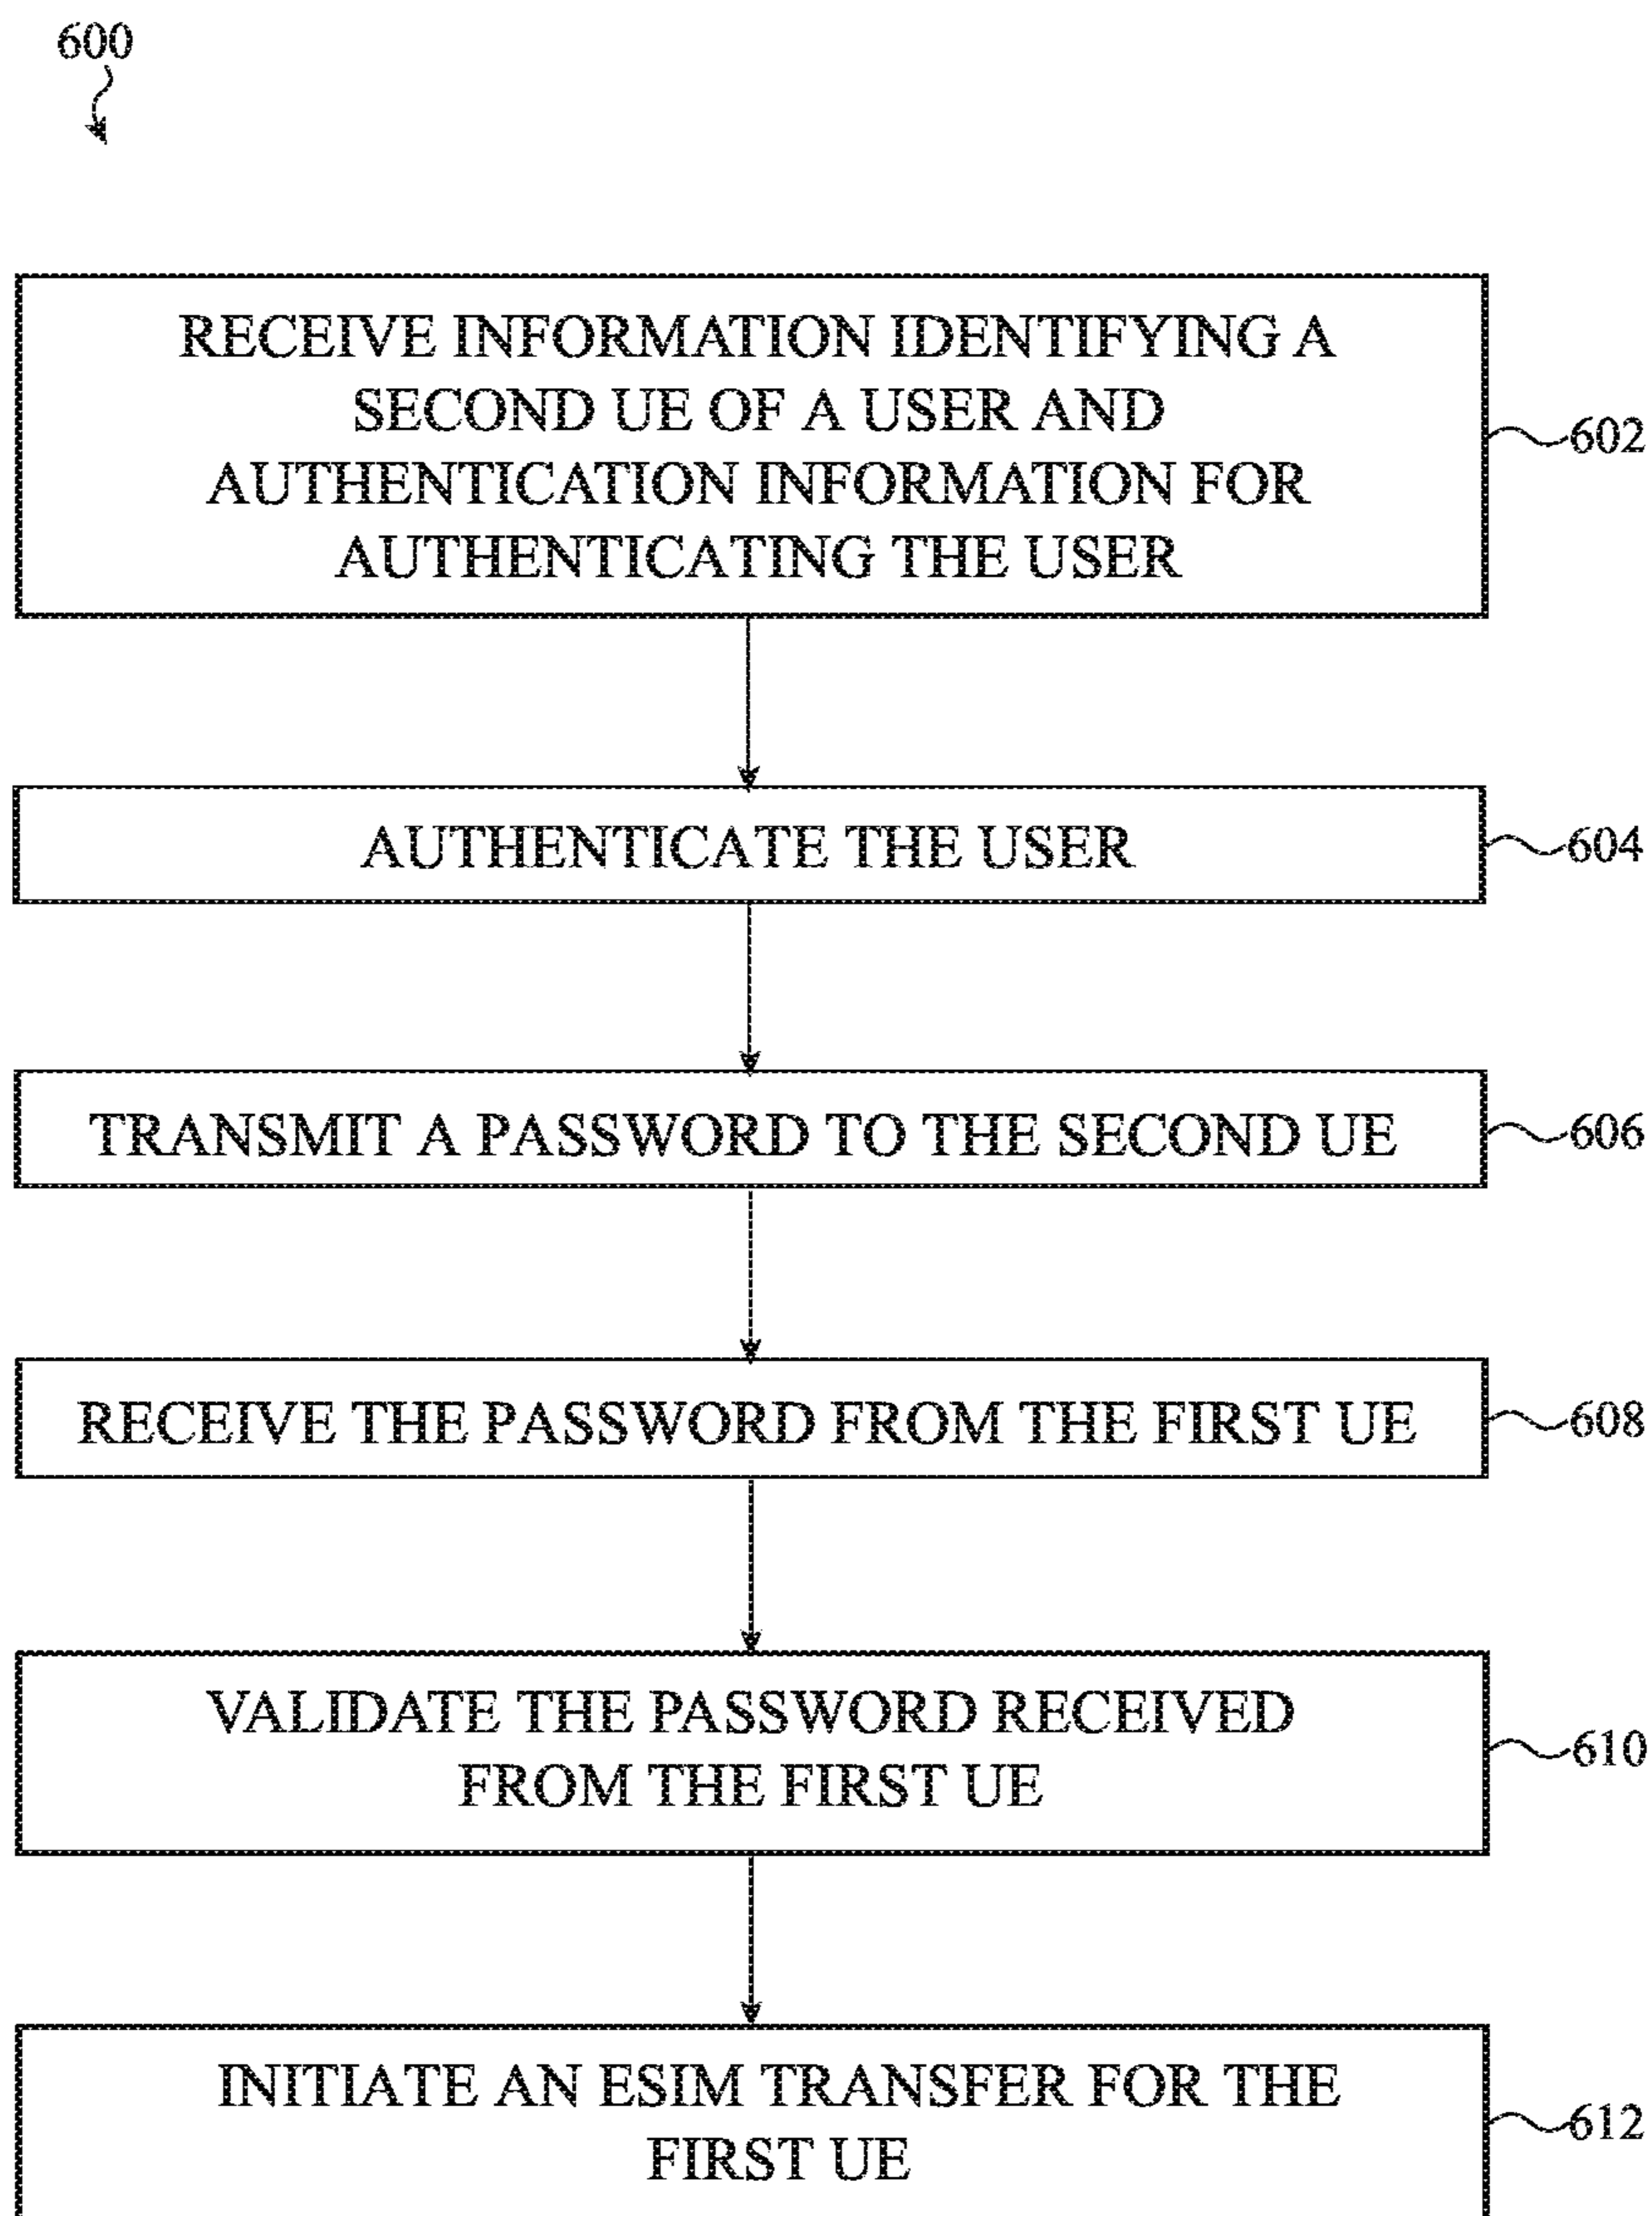 600
RECEIVE INFORMATION IDENTIFYING A
SECOND UE OF A USER AND
AUTHENTICATION INFORMATION FOR
AUTHENTICATING THE USER
602
AUTHENTICATE THE USER
604
TRANSMIT A PASSWORD TO THE SECOND UE
606
RECEIVE THE PASSWORD FROM THE FIRST UE
608
VALIDATE THE PASSWORD RECEIVED
FROM THE FIRST UE
610
INITIATE AN ESIM TRANSFER FOR THE
FIRST UE
612